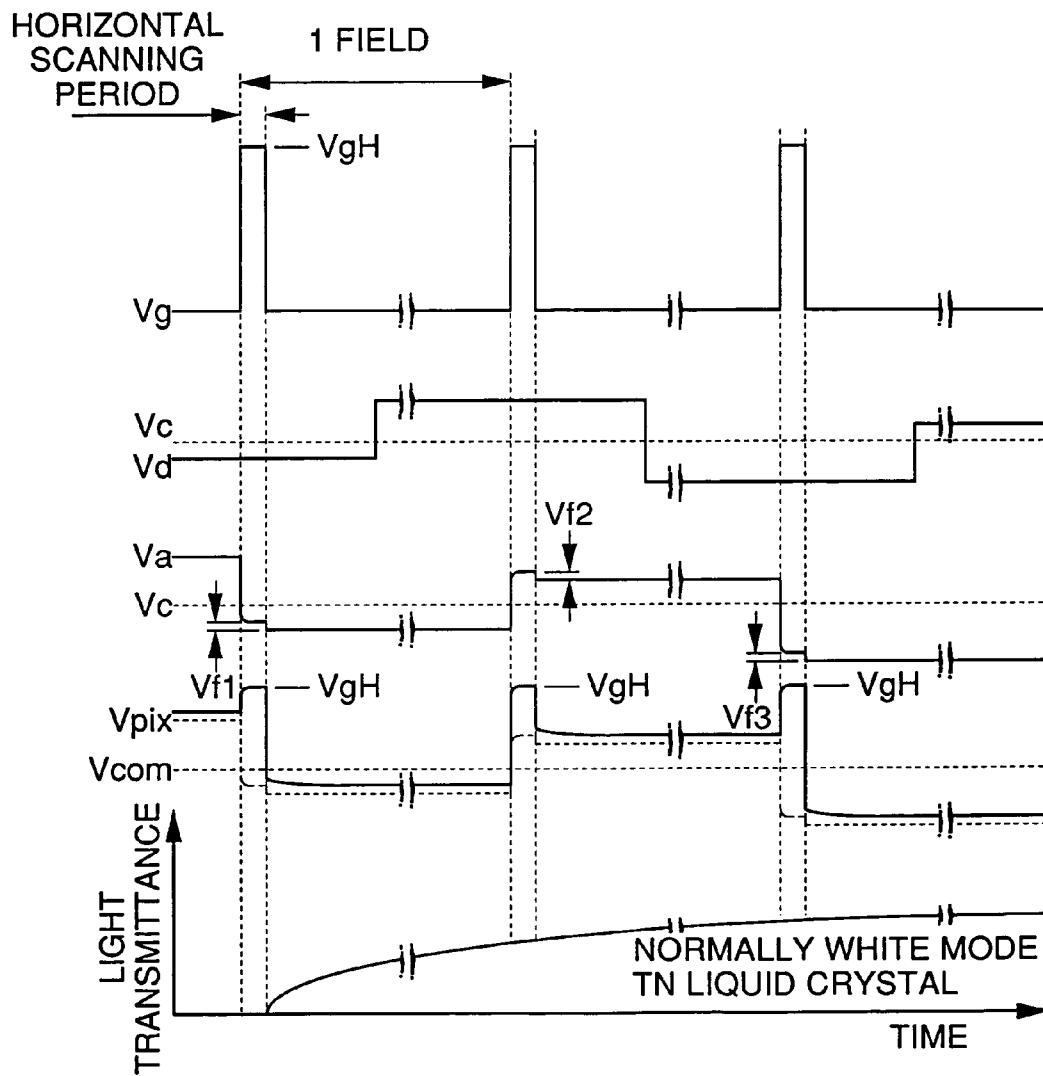 HORIZONTAL
SCANNING
PERIOD
1 FIELD
VgH
Vg
Vc
Vd
Vf2
Va
Vc
Vf1
VgH
VgH
VgH
Vf3
Vpix
Vcom
LIGHT
TRANSMITTANCE
NORMALLY WHITE MODE
TN LIQUID CRYSTAL
TIME